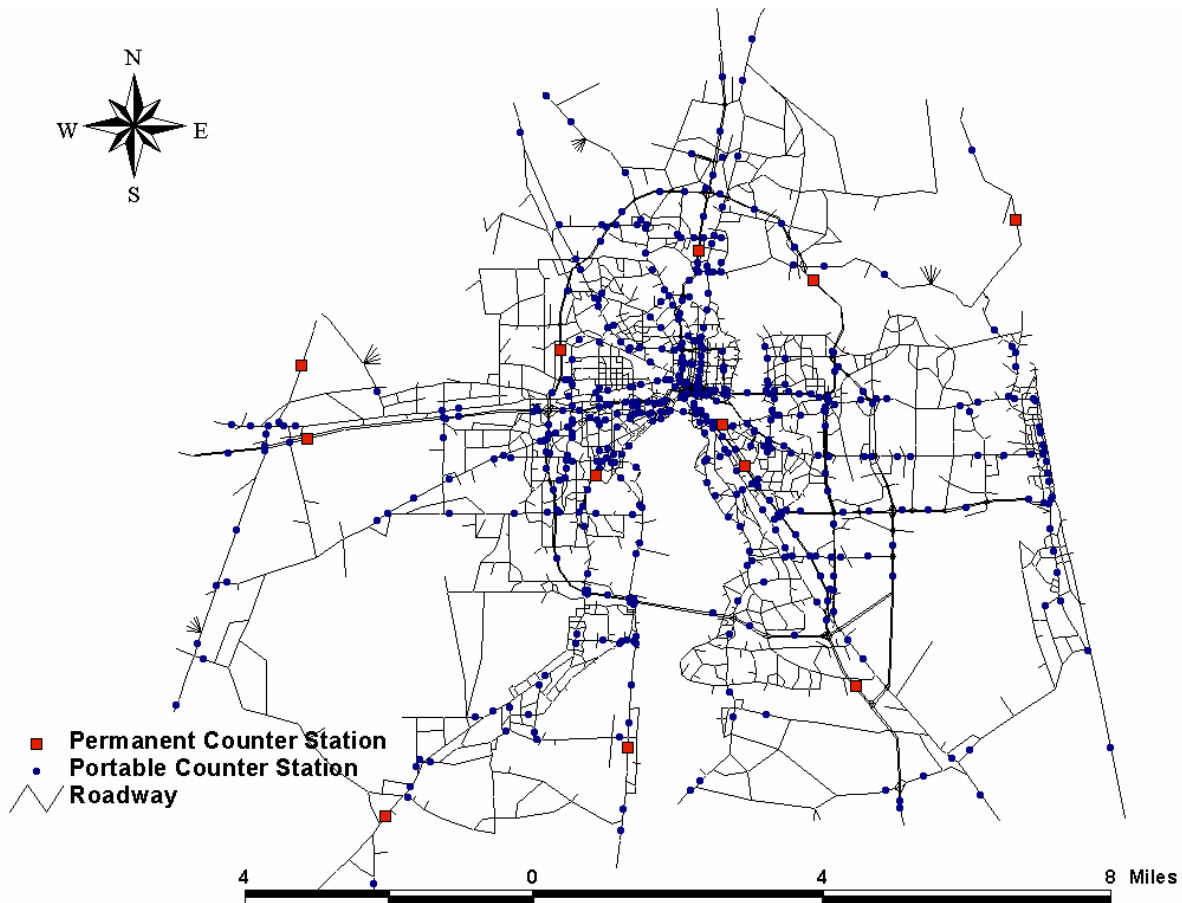 N
W E
S
Permanent Counter Station
Portable Counter Station
Roadway
4 0 4 8 Miles